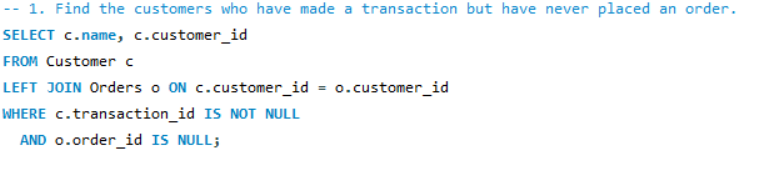 -- 1. Find the customers who have made a transaction but have never placed an order.
SELECT c.name, c.customer_id
FROM Customer c
LEFT JOIN Orders o ON c.customer_id = o.customer_id
WHERE c.transaction_id IS NOT NULL
  AND o.order_id IS NULL;